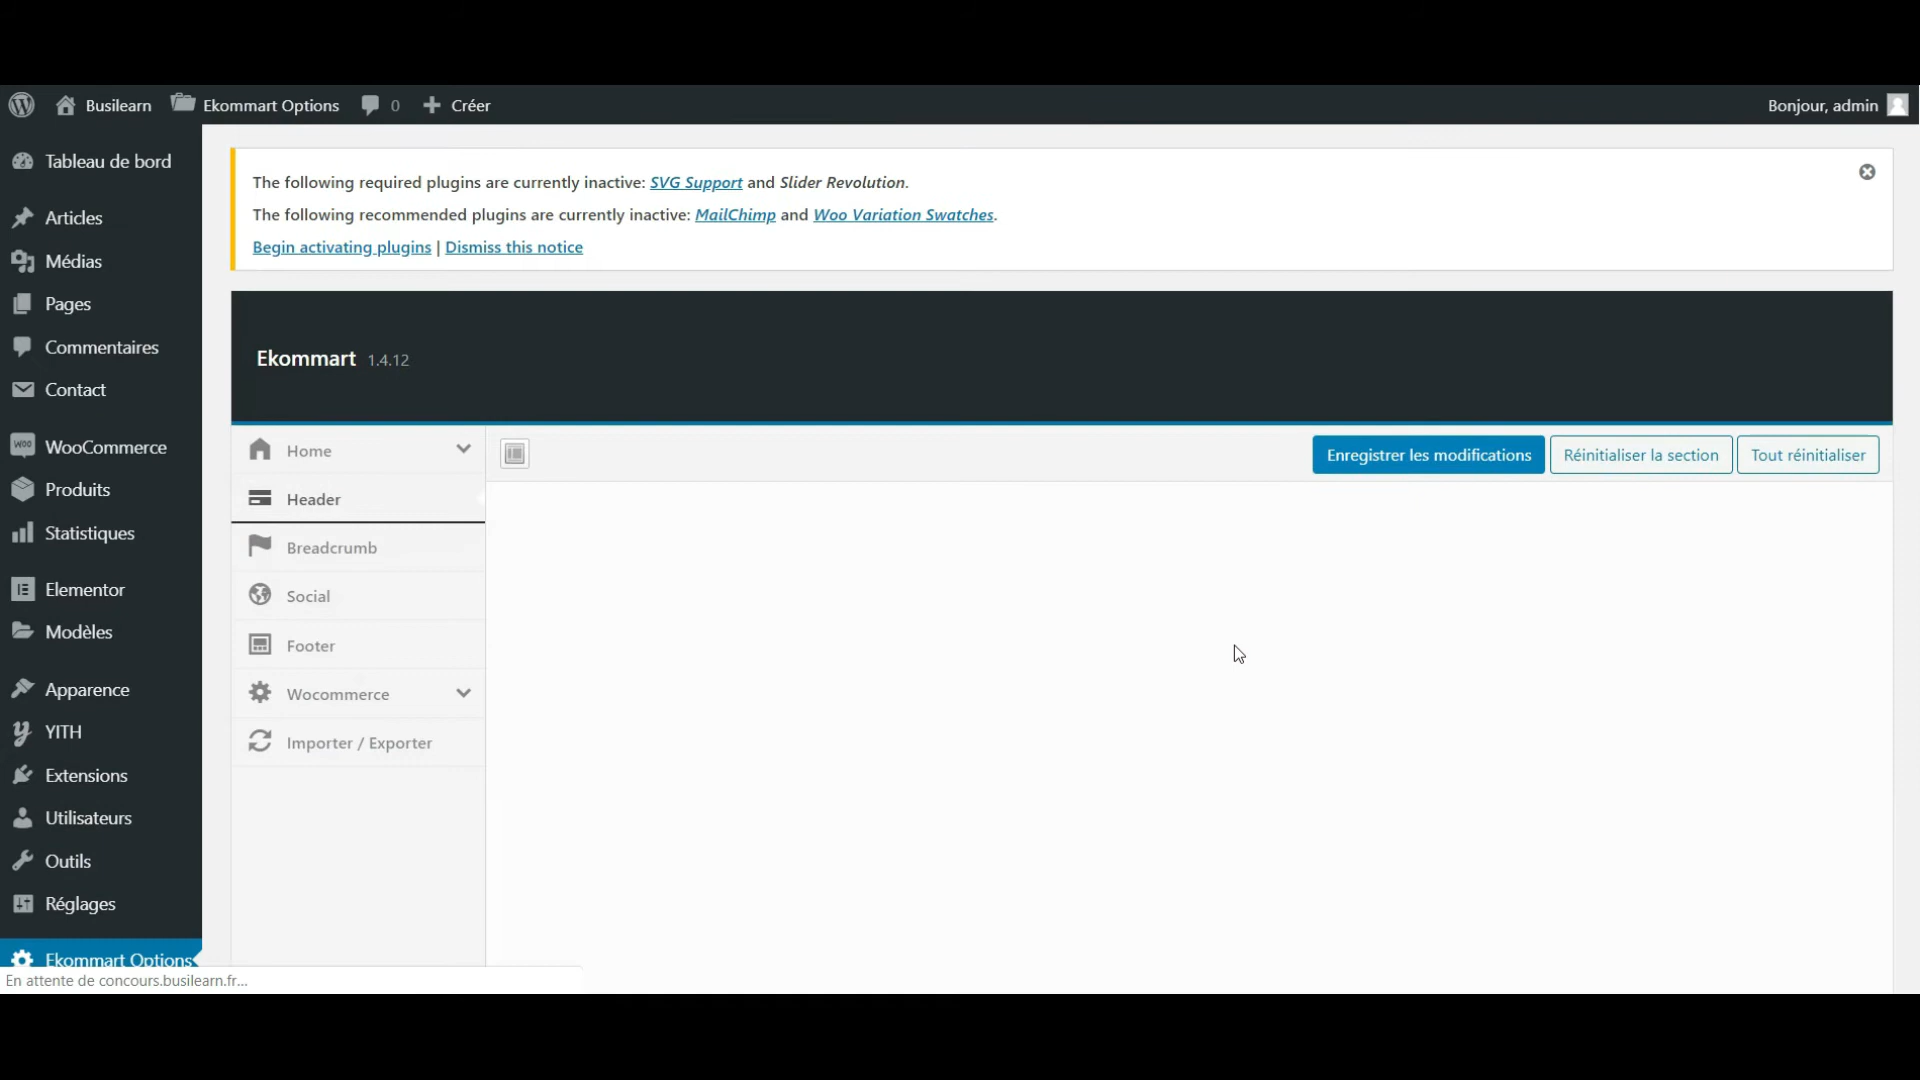 Busilearn Ekommart Options 0 Créer Bonjour, admin
Tableau de bord
Articles
Médias
Pages
Commentaires
Contact
WooCommerce
Produits
Statistiques
Elementor
Modèles
Apparence
YITH
Extensions
Utilisateurs
Outils
Réglages
Ekommart Options
The following required plugins are currently inactive: SVG Support and Slider Revolution.
The following recommended plugins are currently inactive: MailChimp and Woo Variation Swatches.
Begin activating plugins | Dismiss this notice
Ekommart 1.4.12
Home
Header
Breadcrumb
Social
Footer
Wocommerce
Importer / Exporter
Enregistrer les modifications Réinitialiser la section Tout réinitialiser
En attente de concours.busilearn.fr...